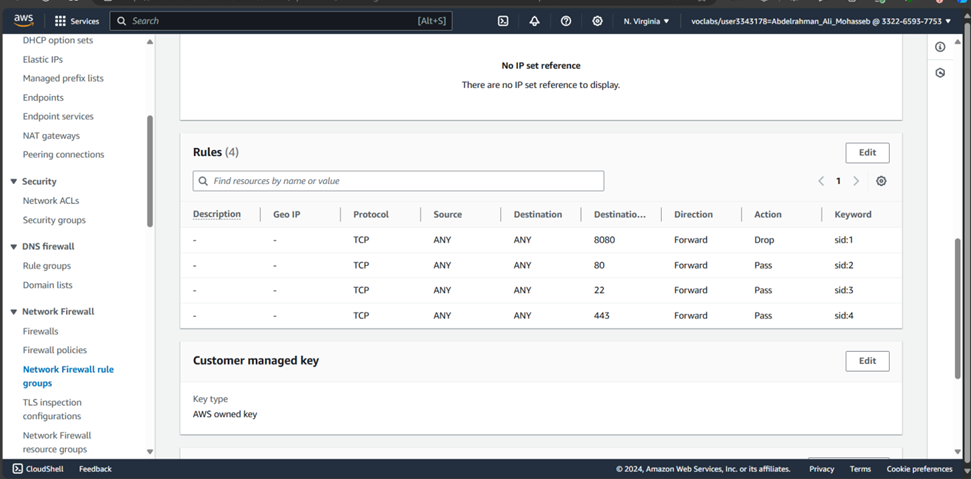 aws Services Search [Alt+S] N. Virginia voclabs/user3343178=Abdelrahman_Ali_Mohasseb @ 3322-6593-7753
DHCP option sets
Elastic IPs
Managed prefix lists
Endpoints
Endpoint services
NAT gateways
Peering connections
Security
Network ACLs
Security groups
DNS firewall
Rule groups
Domain lists
Network Firewall
Firewalls
Firewall policies
Network Firewall rule
groups
TLS inspection
configurations
Network Firewall
resource groups
No IP set reference
There are no IP set reference to display.
Rules (4) Edit
Find resources by name or value 1
Description Geo IP Protocol Source Destination Destinatio... Direction Action Keyword
- - TCP ANY ANY 8080 Forward Drop sid:1
- - TCP ANY ANY 80 Forward Pass sid:2
- - TCP ANY ANY 22 Forward Pass sid:3
- - TCP ANY ANY 443 Forward Pass sid:4
Customer managed key Edit
Key type
AWS owned key
CloudShell Feedback © 2024, Amazon Web Services, Inc. or its affiliates. Privacy Terms Cookie preferences